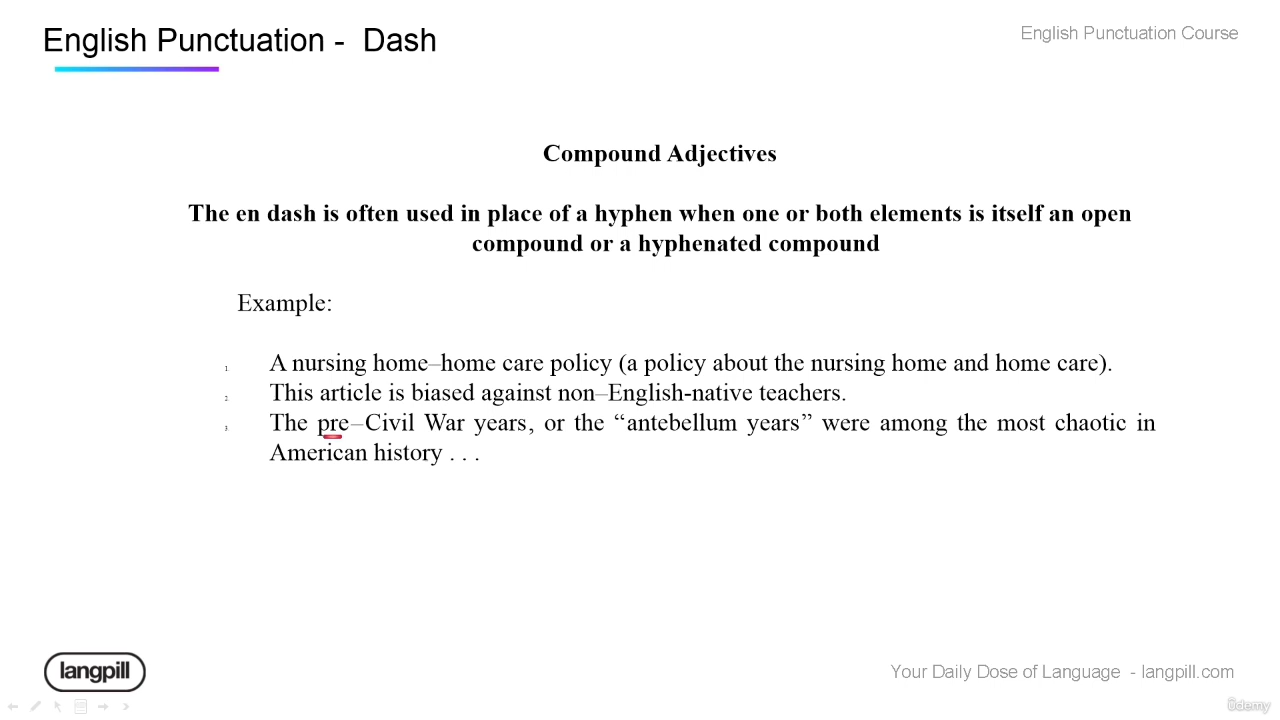 English Punctuation -  Dash
English Punctuation Course
Compound Adjectives
The en dash is often used in place of a hyphen when one or both elements is itself an open
compound or a hyphenated compound
Example:
1. A nursing home–home care policy (a policy about the nursing home and home care).
2. This article is biased against non–English-native teachers.
3. The pre–Civil War years, or the “antebellum years” were among the most chaotic in
American history . . .
langpill
Your Daily Dose of Language  - langpill.com
ûdemy